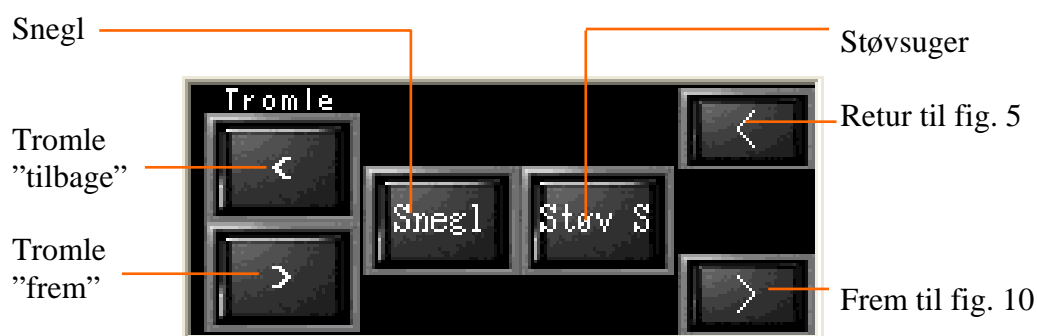 Snegl
Støvsuger
Tromle
<
<
Retur til fig. 5
Tromle
”tilbage”
Snegl
Støv S
Tromle
”frem”
>
>
Frem til fig. 10